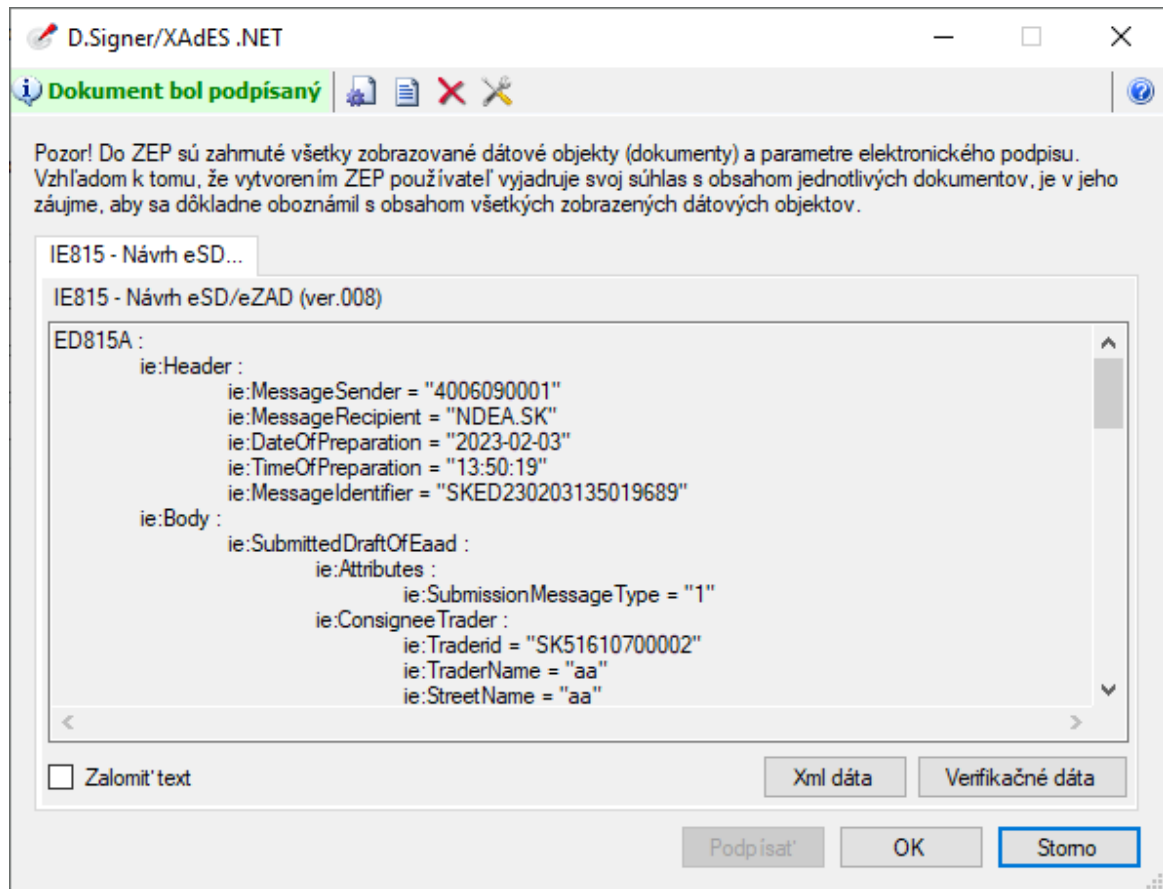 D.Signer/XAdES .NET
Dokument bol podpísaný
Pozor! Do ZEP sú zahrnuté všetky zobrazované dátové objekty (dokumenty) a parametre elektronického podpisu.
Vzhľadom k tomu, že vytvorením ZEP používateľ vyjadruje svoj súhlas s obsahom jednotlivých dokumentov, je v jeho
záujme, aby sa dôkladne oboznámil s obsahom všetkých zobrazených dátových objektov.
IE815 - Návrh eSD...
IE815 - Návrh eSD/eZAD (ver.008)
ED815A :
ie:Header :
ie:MessageSender = "4006090001"
ie:MessageRecipient = "NDEA.SK"
ie:DateOfPreparation = "2023-02-03"
ie:TimeOfPreparation = "13:50:19"
ie:MessageIdentifier = "SKED230203135019689"
ie:Body :
ie:SubmittedDraftOfEaad :
ie:Attributes :
ie:SubmissionMessageType = "1"
ie:ConsigneeTrader :
ie:Traderid = "SK51610700002"
ie:TraderName = "aa"
ie:StreetName = "aa"
Zalomiť text
Xml dáta
Verifikačné dáta
Podpísať
OK
Storno